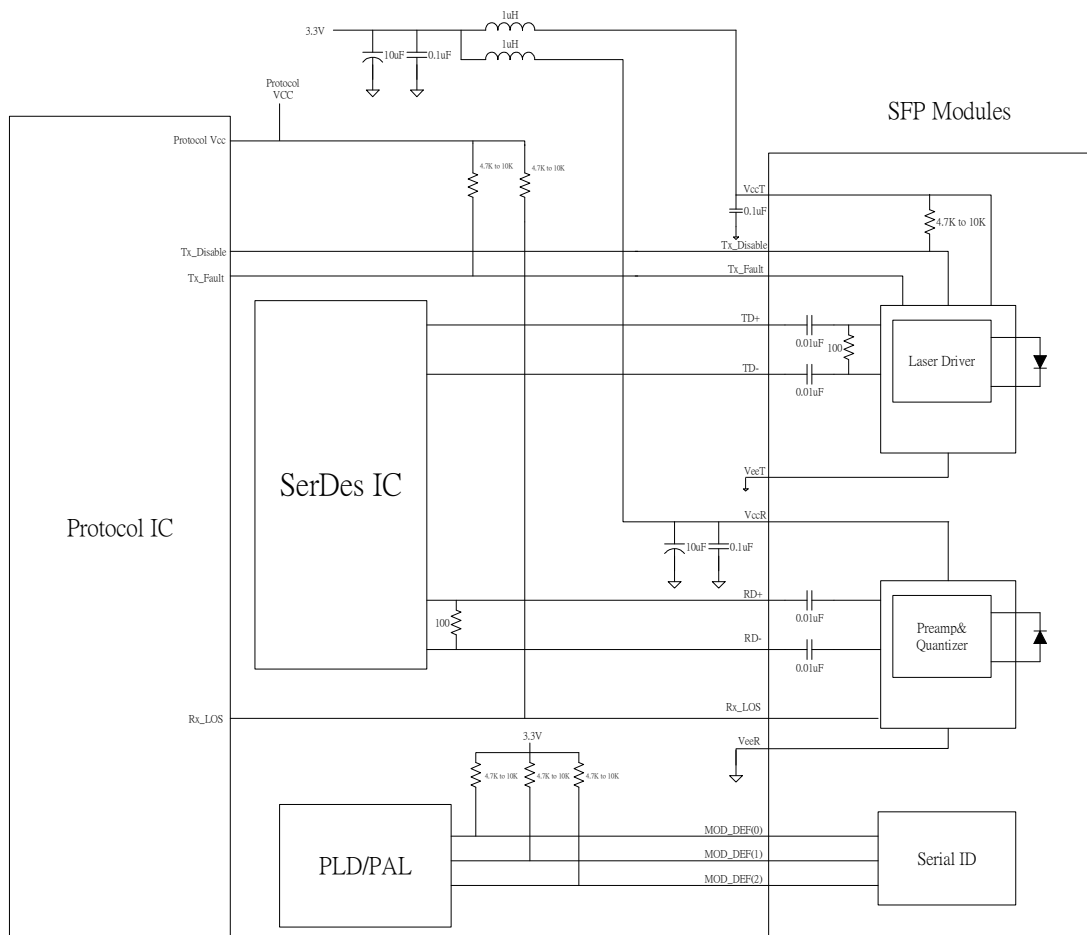 1uH
3.3V
1uH
10uF
0.1uF
Protocol
VCC
SFP Modules
Protocol Vcc
4.7K to 10K
4.7K to 10K
VccT
0.1uF
4.7K to 10K
Tx_Disable
Tx_Disable
Tx_Fault
Tx_Fault
TD+
0.01uF
100
Laser Driver
TD-
0.01uF
SerDes IC
VeeT
Protocol IC
VccR
10uF
0.1uF
RD+
0.01uF
100
Preamp&
Quantizer
RD-
0.01uF
Rx_LOS
Rx_LOS
3.3V
VeeR
4.7K to 10K
4.7K to 10K
4.7K to 10K
MOD_DEF(0)
PLD/PAL
MOD_DEF(1)
Serial ID
MOD_DEF(2)